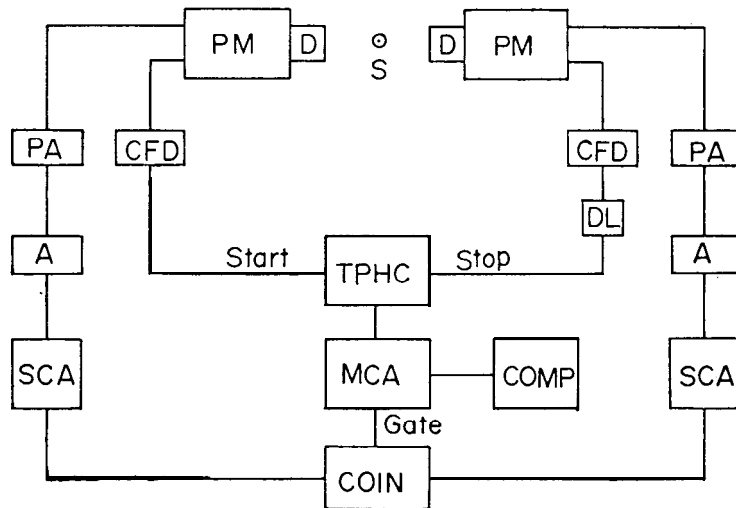 PM D S D PM
PA CFD CFD PA
DL
A Start TPHC Stop A
SCA MCA COMP SCA
Gate
COIN